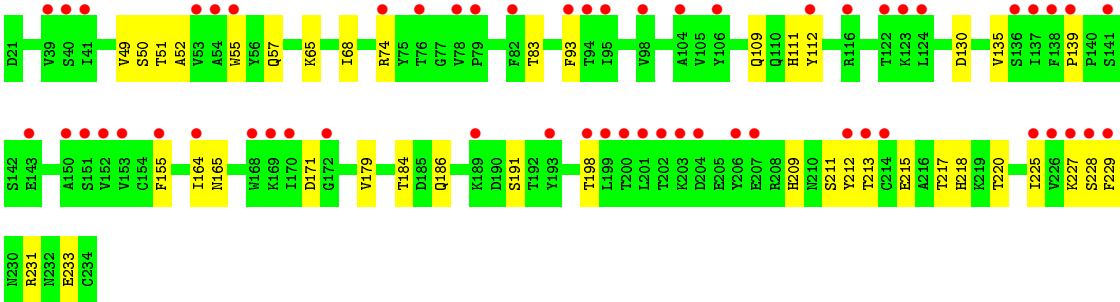 D21 V39 S40 I41 V49 S50 T51 A52 V53 A54 W55 Y56 Q57 K65 I68 R74 Y75 T76 G77 V78 P79 F82 T83 F93 T94 I95 V98 A104 V105 Y106 Q109 Q110 H111 Y112 R116 T122 K123 L124 D130 V135 S136 I137 F138 P139 P140 S141
S142 E143 A150 S151 V152 V153 C154 F155 I164 N165 W168 K169 I170 D171 G172 V179 T184 D185 Q186 K189 D190 S191 T192 Y193 T198 L199 T200 L201 T202 K203 D204 E205 Y206 E207 R208 H209 N210 S211 Y212 T213 C214 E215 A216 T217 H218 K219 T220 I225 V226 K227 S228 F229
N230 R231 N232 E233 C234